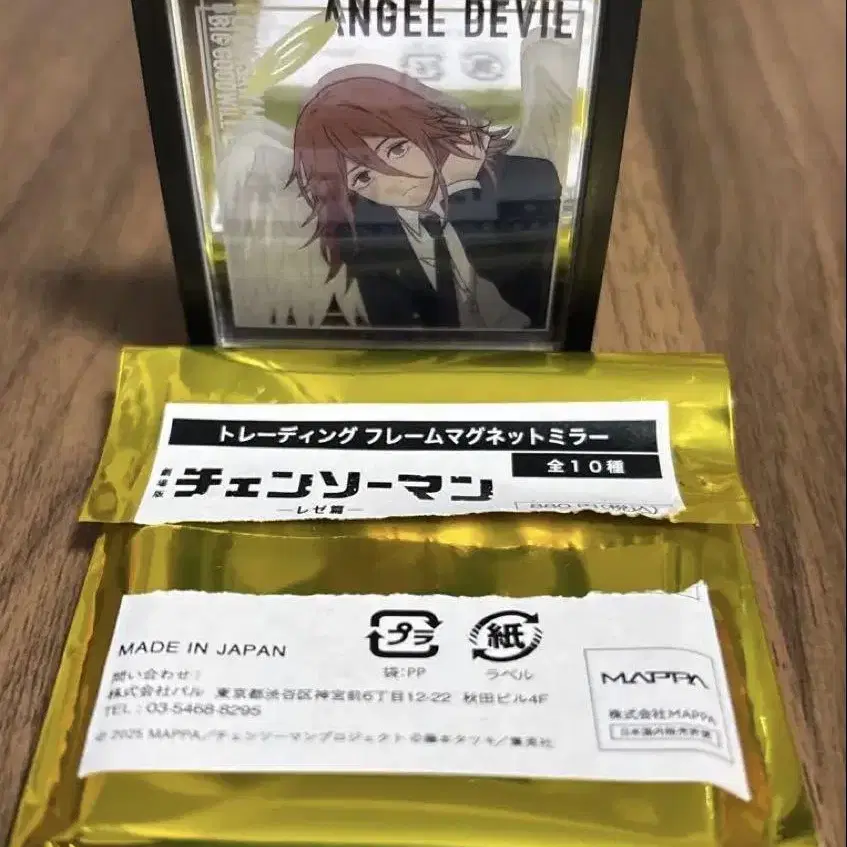 ANGEL DEVIL
トレーディング フレームマグネットミラー
全10種
劇場版 チェンソーマン
―レゼ篇―
MADE IN JAPAN
プラ
袋:PP
紙
ラベル
問い合わせ:
株式会社パル 東京都渋谷区神宮前6丁目12-22 秋田ビル4F
TEL:03-5468-8295
© 2025 MAPPA/チェンソーマンプロジェクト ©藤本タツキ/集英社
MAPPA
株式会社MAPPA
日本国内販売許諾